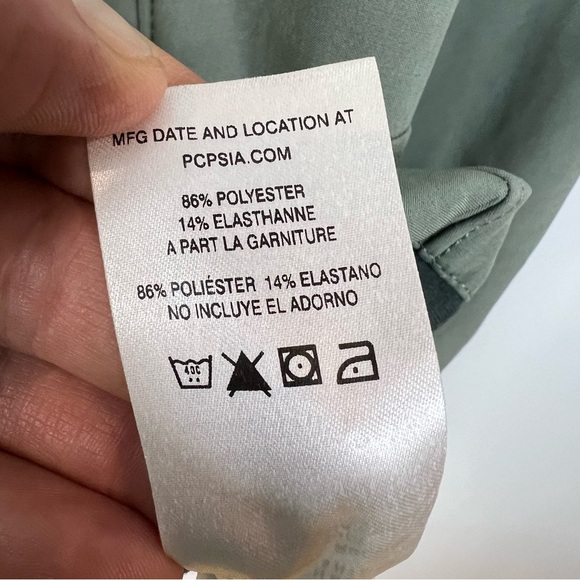 MFG DATE AND LOCATION AT
PCPSIA.COM
86% POLYESTER
14% ELASTHANNE
A PART LA GARNITURE
86% POLIÉSTER 14% ELASTANO
NO INCLUYE EL ADORNO
40C